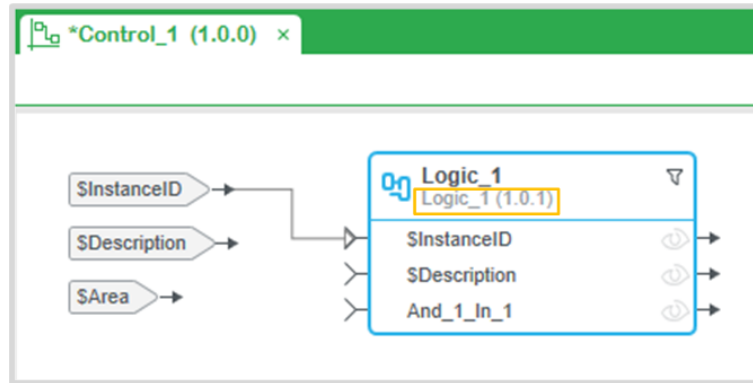 *Control_1 (1.0.0) ×
$InstanceID
$Description
$Area
Logic_1
Logic_1 (1.0.1)
$InstanceID
$Description
And_1_In_1